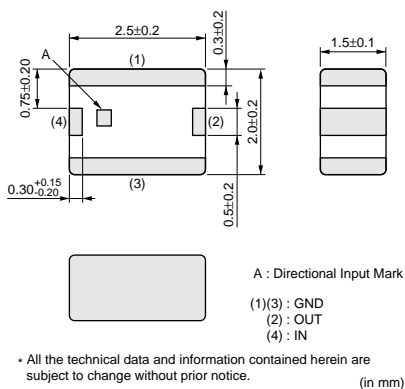 2.5±0.2
0.3±0.2
1.5±0.1
A
(1)
0.75±0.20
(4)
(2)
2.0±0.2
(3)
0.5±0.2
0.30+0.15-0.20
A : Directional Input Mark
(1)(3) : GND
(2) : OUT
(4) : IN
* All the technical data and information contained herein are
subject to change without prior notice.
(in mm)